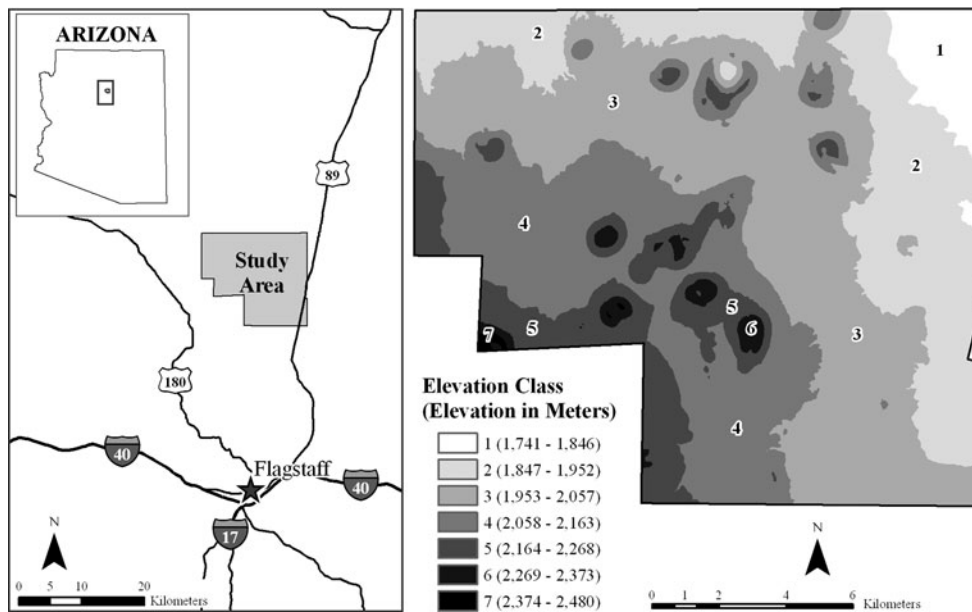 ARIZONA
89
Study
Area
180
40
Flagstaff
40
17
N
0 5 10 20
Kilometers
2
1
3
2
4
5
3
7
5
6
4
Elevation Class
(Elevation in Meters)
1 (1,741 - 1,846)
2 (1,847 - 1,952)
3 (1,953 - 2,057)
4 (2,058 - 2,163)
5 (2,164 - 2,268)
6 (2,269 - 2,373)
7 (2,374 - 2,480)
N
0 1 2 4 6
Kilometers